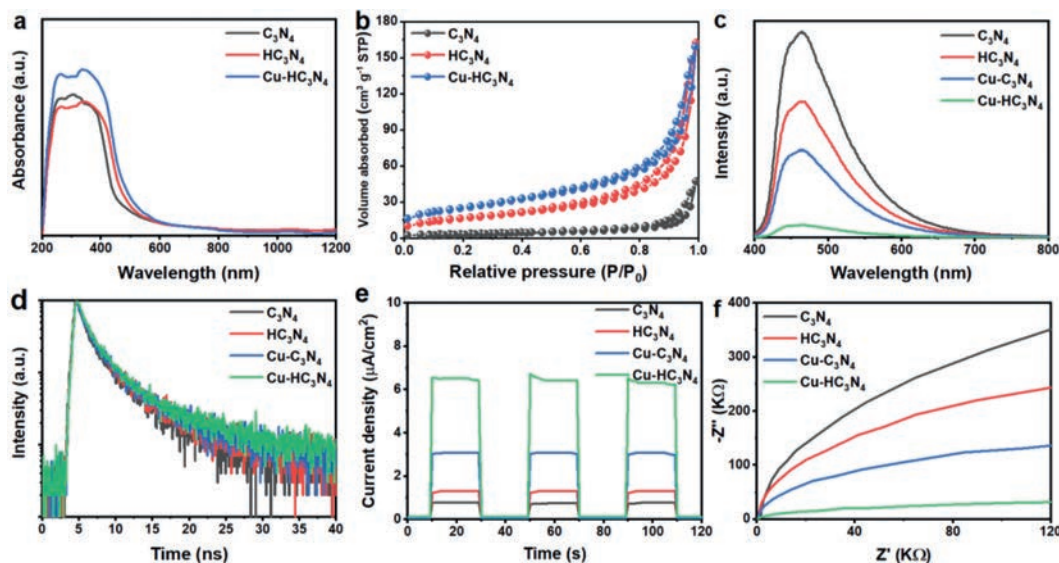 a
C₃N₄
HC₃N₄
Cu-HC₃N₄
Absorbance (a.u.)
200 400 600 800 1000 1200
Wavelength (nm)
b
C₃N₄
HC₃N₄
Cu-HC₃N₄
Volume absorbed (cm³ g⁻¹ STP)
180
150
120
90
60
30
0
0.0 0.2 0.4 0.6 0.8 1.0
Relative pressure (P/P₀)
c
C₃N₄
HC₃N₄
Cu-C₃N₄
Cu-HC₃N₄
Intensity (a.u.)
400 500 600 700 800
Wavelength (nm)
d
C₃N₄
HC₃N₄
Cu-C₃N₄
Cu-HC₃N₄
Intensity (a.u.)
0 5 10 15 20 25 30 35 40
Time (ns)
e
C₃N₄
HC₃N₄
Cu-C₃N₄
Cu-HC₃N₄
Current density (μA/cm2)
10
8
6
4
2
0
0 20 40 60 80 100 120
Time (s)
f
C₃N₄
HC₃N₄
Cu-C₃N₄
Cu-HC₃N₄
-Z'' (KΩ)
400
300
200
100
0
0 40 80 120
Z' (KΩ)